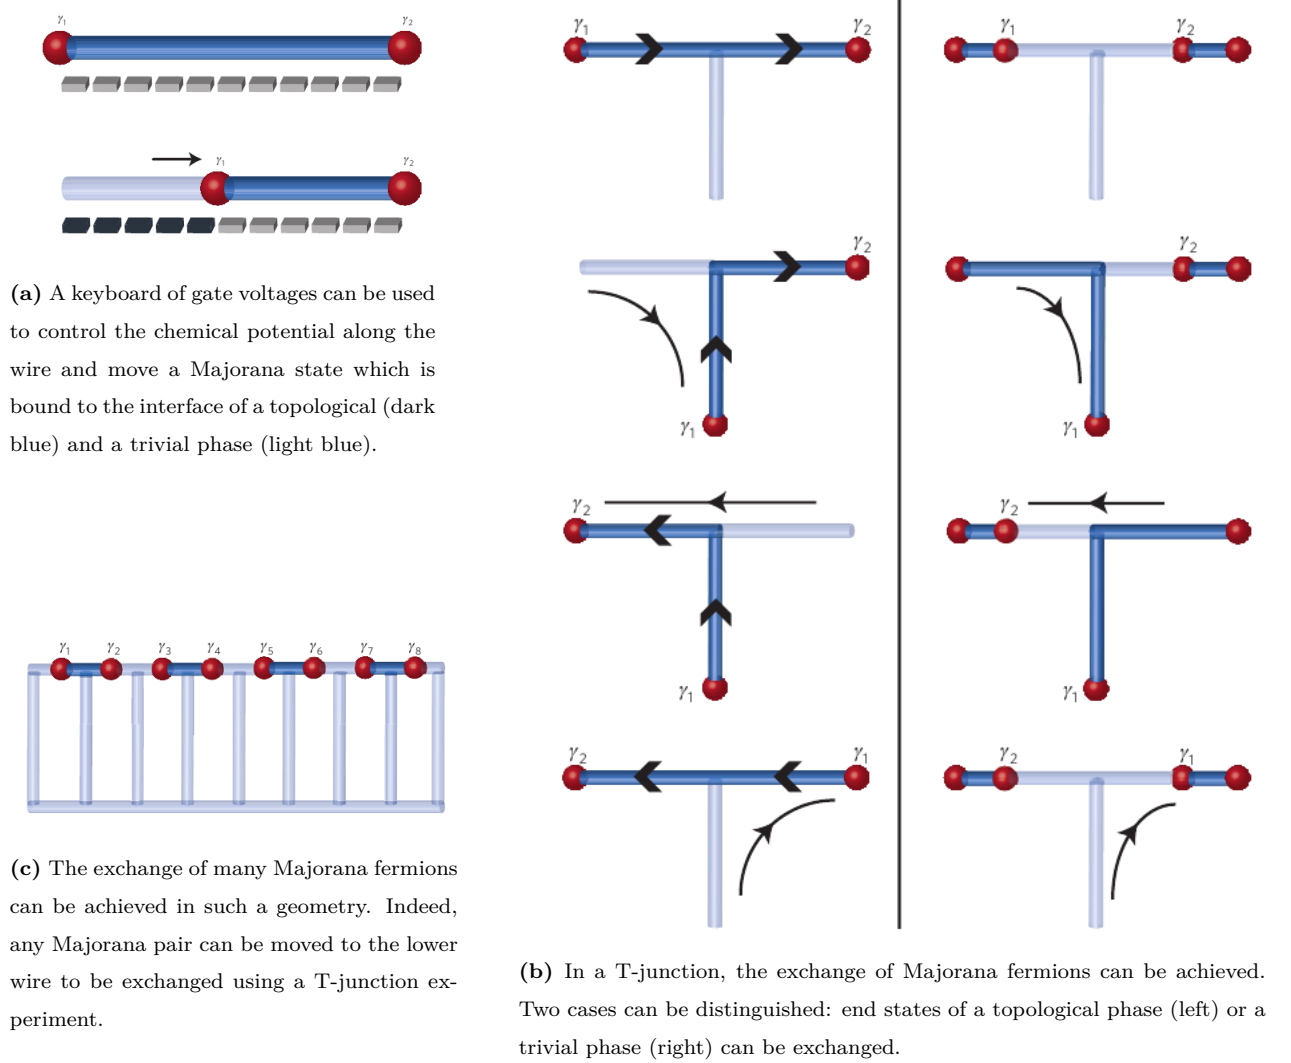 γ1 γ2
γ1 γ2
(a) A keyboard of gate voltages can be used
to control the chemical potential along the
wire and move a Majorana state which is
bound to the interface of a topological (dark
blue) and a trivial phase (light blue).
γ1 γ2 γ3 γ4 γ5 γ6 γ7 γ8
(c) The exchange of many Majorana fermions
can be achieved in such a geometry. Indeed,
any Majorana pair can be moved to the lower
wire to be exchanged using a T-junction ex-
periment.
γ1 γ2 γ1 γ2
γ2 γ2
γ1 γ1
γ2 γ2
γ1 γ1
γ2 γ1 γ2 γ1
(b) In a T-junction, the exchange of Majorana fermions can be achieved.
Two cases can be distinguished: end states of a topological phase (left) or a
trivial phase (right) can be exchanged.